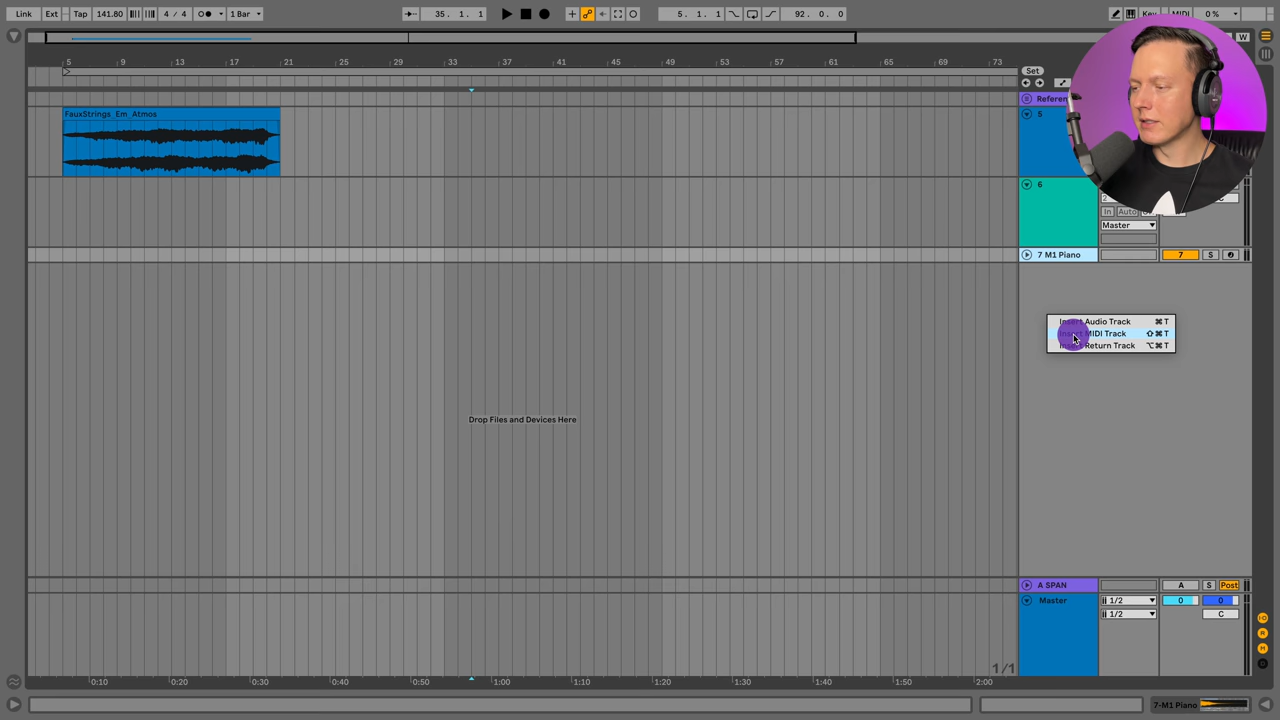 Link Ext Tap 141.80 4 / 4 1 Bar 35. 1. 1 5. 1. 1 92. 0. 0 Key MIDI 0 %
W
5 9 13 17 21 25 29 33 37 41 45 49 53 57 61 65 69 73
Set
Referen
FauxStrings_Em_Atmos
5
6
In Auto
Master
7 M1 Piano 7 S
Insert Audio Track ⌘T
Insert MIDI Track ⇧⌘T
Insert Return Track ⌥⌘T
Drop Files and Devices Here
A SPAN A S Post
Master 1/2 0 0
1/2 C
1/1
0:10 0:20 0:30 0:40 0:50 1:00 1:10 1:20 1:30 1:40 1:50 2:00
7-M1 Piano